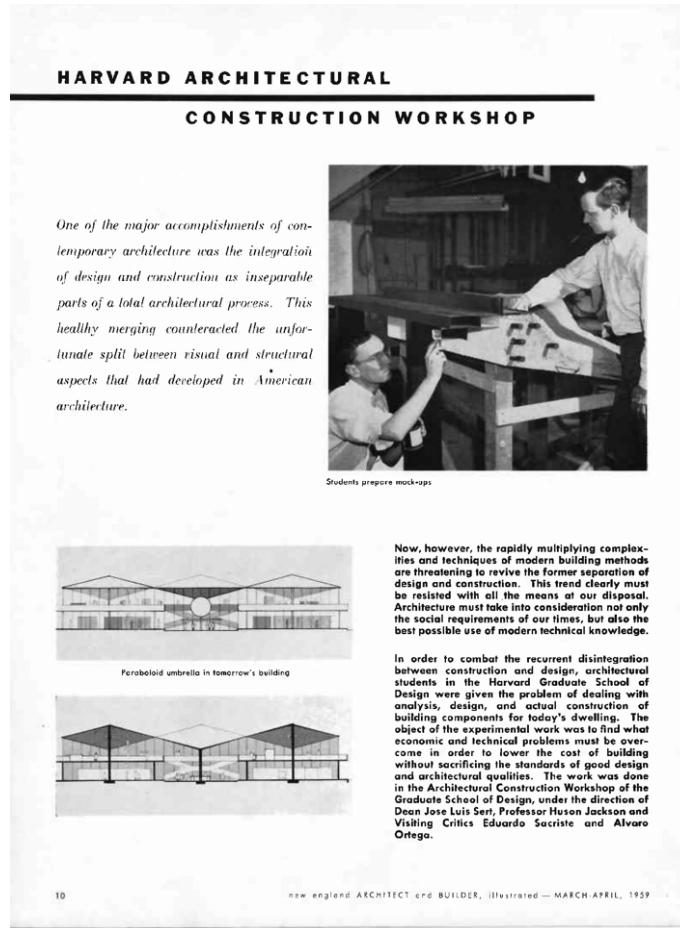 HARVARD ARCHITECTURAL
CONSTRUCTION WORKSHOP
One of the major accomplishments of con-
temporary architecture was the integration
of design and construction as inseparable
parts of a total architectural process. This
healthy merging counteracted the unfor-
tunate split between visual and structural
aspects that had developed in American
architecture.
Students prepare mock-ups
Paraboloid umbrella in tomorrow's building
Now, however, the rapidly multiplying complex-
ities and techniques of modern building methods
are threatening to revive the former separation of
design and construction. This trend clearly must
be resisted with all the means at our disposal.
Architecture must take into consideration not only
the social requirements of our times, but also the
best possible use of modern technical knowledge.
In order to combat the recurrent disintegration
between construction and design, architectural
students in the Harvard Graduate School of
Design were given the problem of dealing with
analysis, design, and actual construction of
building components for today's dwelling. The
object of the experimental work was to find what
economic and technical problems must be over-
come in order to lower the cost of building
without sacrificing the standards of good design
and architectural qualities. The work was done
in the Architectural Construction Workshop of the
Graduate School of Design, under the direction of
Dean Jose Luis Sert, Professor Huson Jackson and
Visiting Critics Eduardo Sacriste and Alvaro
Ortega.
10
new england ARCHITECT and BUILDER, illustrated — MARCH-APRIL, 1959